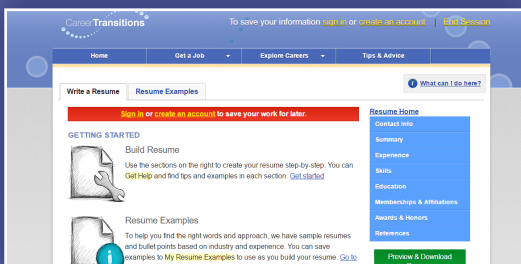 CareerTransitions
To save your information sign in or create an account | End Session
Home Get a Job Explore Careers Tips & Advice
What can I do here?
Write a Resume Resume Examples
Sign in or create an account to save your work for later.
Resume Home
Contact Info
Summary
Experience
Skills
Education
Memberships & Affiliations
Awards & Honors
References
Preview & Download
GETTING STARTED
Build Resume
Use the sections on the right to create your resume step-by-step. You can
Get Help and find tips and examples in each section. Get started
Resume Examples
To help you find the right words and approach, we have sample resumes
and bullet points based on industry and experience. You can save
examples to My Resume Examples to use as you build your resume. Go to